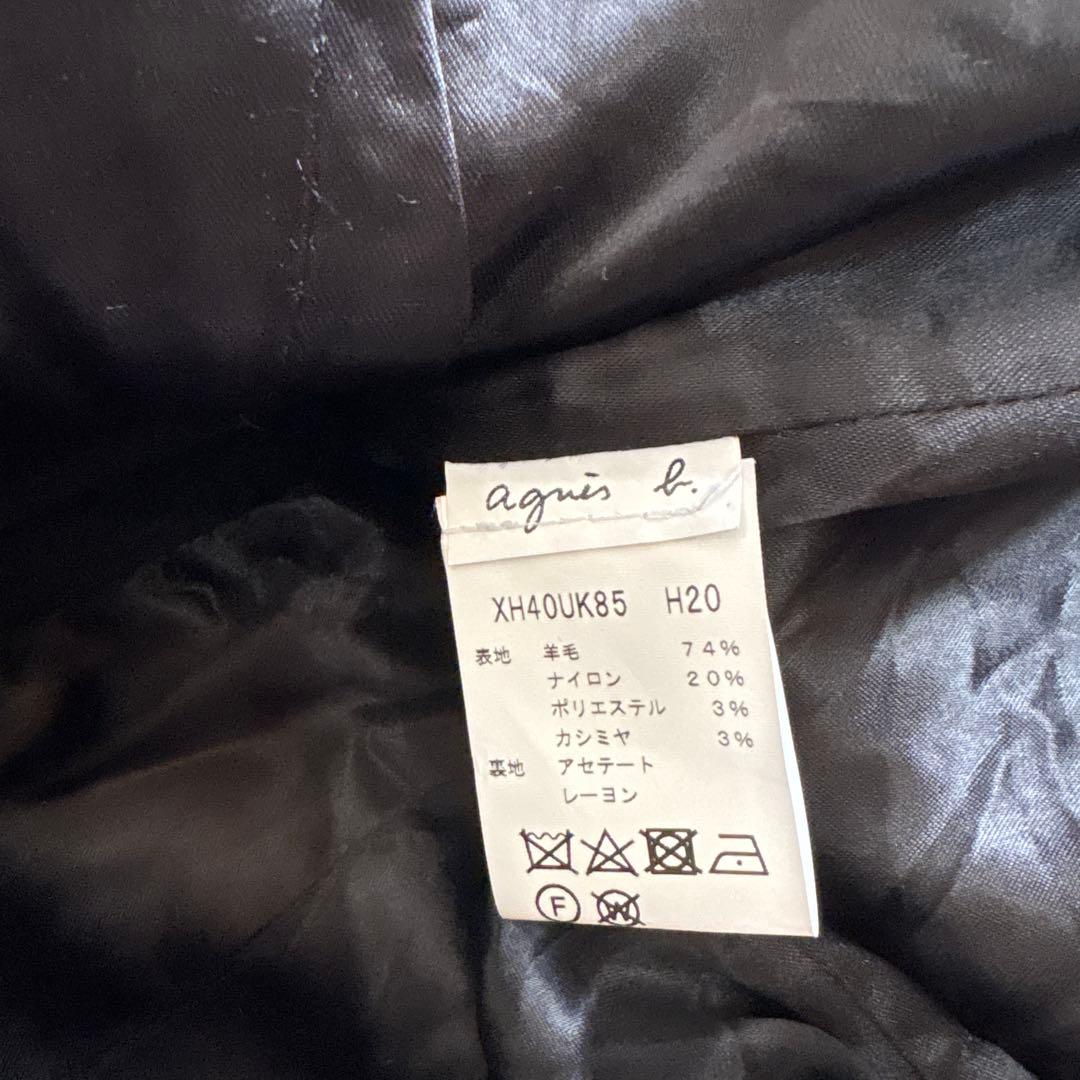 agnès b.
XH40UK85 H20
表地 羊毛 74%
ナイロン 20%
ポリエステル 3%
カシミヤ 3%
裏地 アセテート
レーヨン
F W